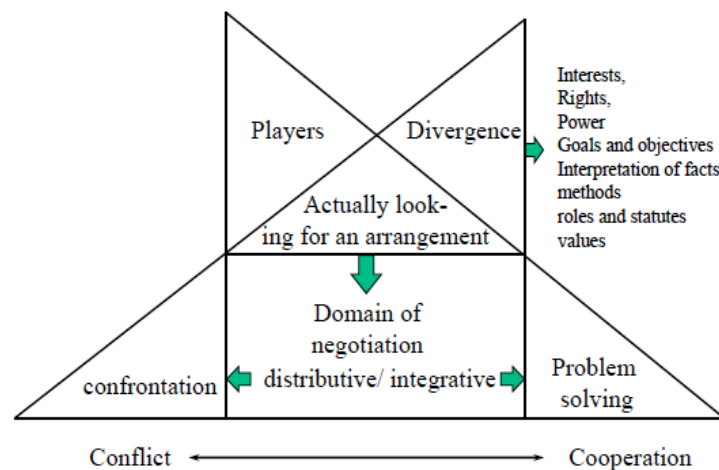 Players
Divergence
Interests,
Rights,
Power
Goals and objectives
Interpretation of facts
methods
roles and statutes
values
Actually look-
ing for an arrangement
Domain of
negotiation
distributive/ integrative
confrontation
Problem
solving
Conflict
Cooperation